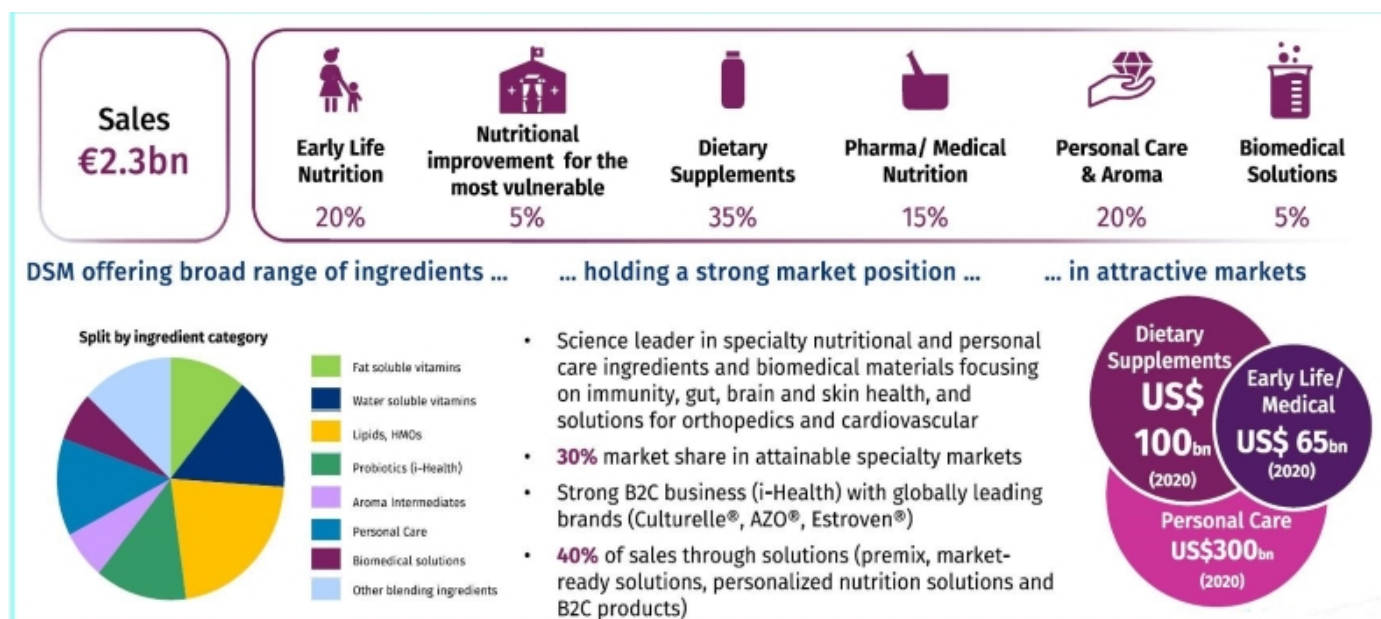 Sales
€2.3bn
Early Life
Nutrition
20%
Nutritional
improvement for the
most vulnerable
5%
Dietary
Supplements
35%
Pharma/ Medical
Nutrition
15%
Personal Care
& Aroma
20%
Biomedical
Solutions
5%
DSM offering broad range of ingredients ...
... holding a strong market position ...
... in attractive markets
Split by ingredient category
Fat soluble vitamins
Water soluble vitamins
Lipids, HMOs
Probiotics (i-Health)
Aroma Intermediates
Personal Care
Biomedical solutions
Other blending ingredients
• Science leader in specialty nutritional and personal
care ingredients and biomedical materials focusing
on immunity, gut, brain and skin health, and
solutions for orthopedics and cardiovascular
• 30% market share in attainable specialty markets
• Strong B2C business (i-Health) with globally leading
brands (Culturelle®, AZO®, Estroven®)
• 40% of sales through solutions (premix, market-
ready solutions, personalized nutrition solutions and
B2C products)
Dietary
Supplements
US$
100bn
(2020)
Early Life/
Medical
US$ 65bn
(2020)
Personal Care
US$300bn
(2020)